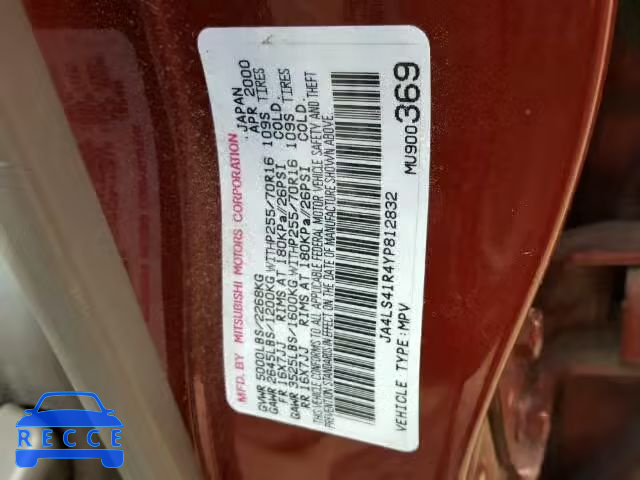 MFD. BY MITSUBISHI MOTORS CORPORATION JAPAN
APR 2000
GVWR 5000LBS/2268KG
GAWR 2645LBS/1200KG WITH P255/70R16 109S TIRES
FR 16X7JJ RIMS AT 180KPa/26PSI COLD.
GAWR 3525LBS/1600KG WITH P255/70R16 109S TIRES
RR 16X7JJ RIMS AT 180KPa/26PSI COLD.
THIS VEHICLE CONFORMS TO ALL APPLICABLE FEDERAL MOTOR VEHICLE SAFETY AND THEFT
PREVENTION STANDARDS IN EFFECT ON THE DATE OF MANUFACTURE SHOWN ABOVE.
JA4LS41R4YP812832
VEHICLE TYPE: MPV
MU900369
RECCE